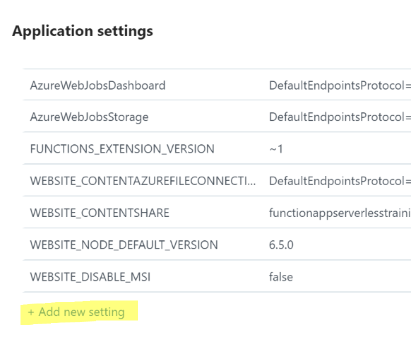 Application settings
AzureWebJobsDashboard DefaultEndpointsProtocol=
AzureWebJobsStorage DefaultEndpointsProtocol=
FUNCTIONS_EXTENSION_VERSION ~1
WEBSITE_CONTENTAZUREFILECONNECTI... DefaultEndpointsProtocol=
WEBSITE_CONTENTSHARE functionappserverlesstraini
WEBSITE_NODE_DEFAULT_VERSION 6.5.0
WEBSITE_DISABLE_MSI false
+ Add new setting